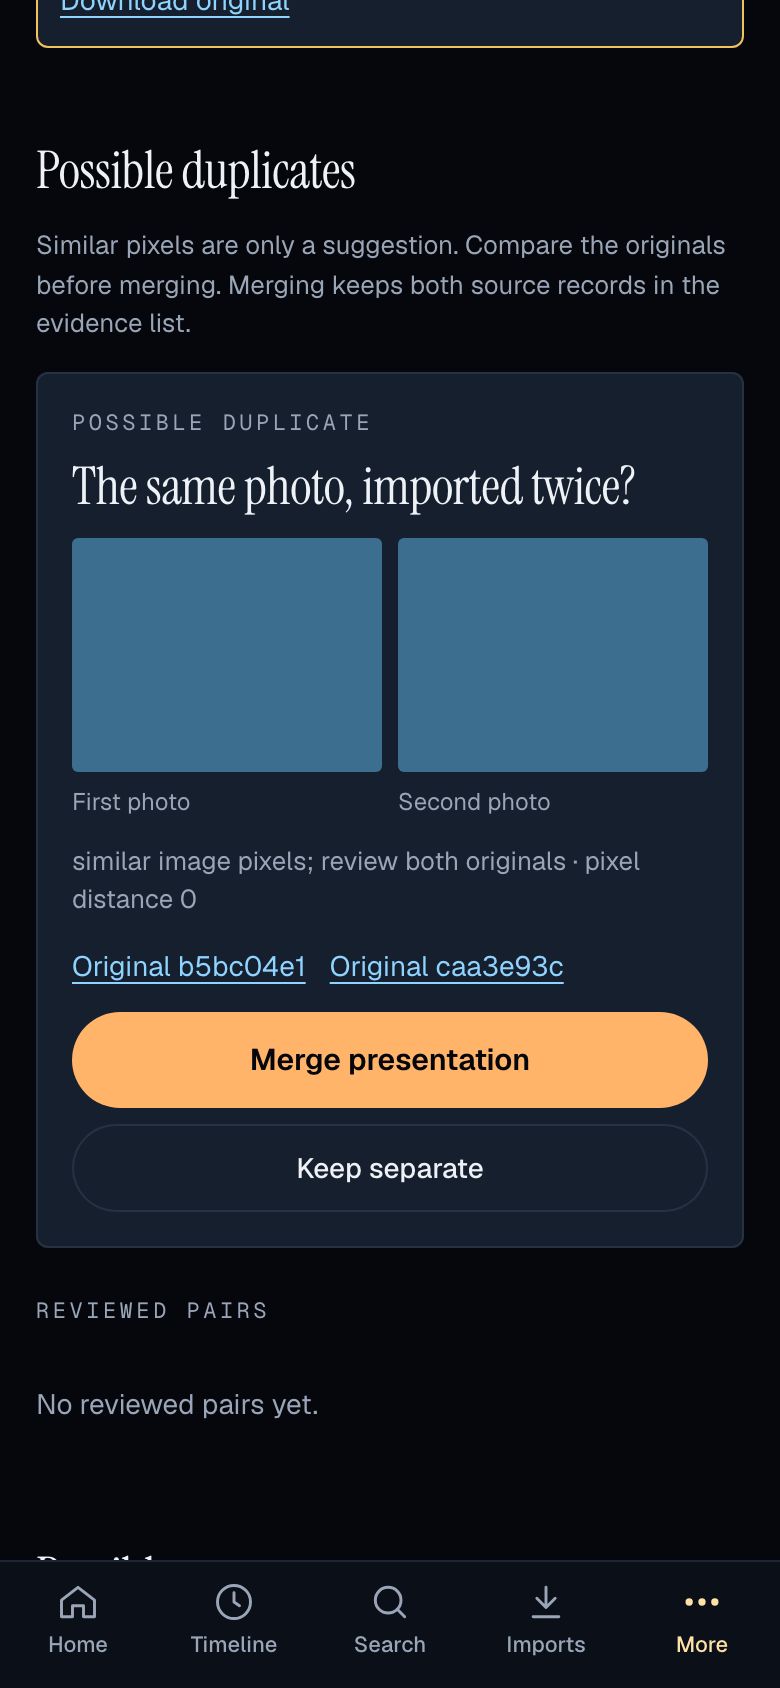 Download original
Possible duplicates
Similar pixels are only a suggestion. Compare the originals
before merging. Merging keeps both source records in the
evidence list.
POSSIBLE DUPLICATE
The same photo, imported twice?
First photo
Second photo
similar image pixels; review both originals · pixel
distance 0
Original b5bc04e1 Original caa3e93c
Merge presentation
Keep separate
REVIEWED PAIRS
No reviewed pairs yet.
Home
Timeline
Search
Imports
More